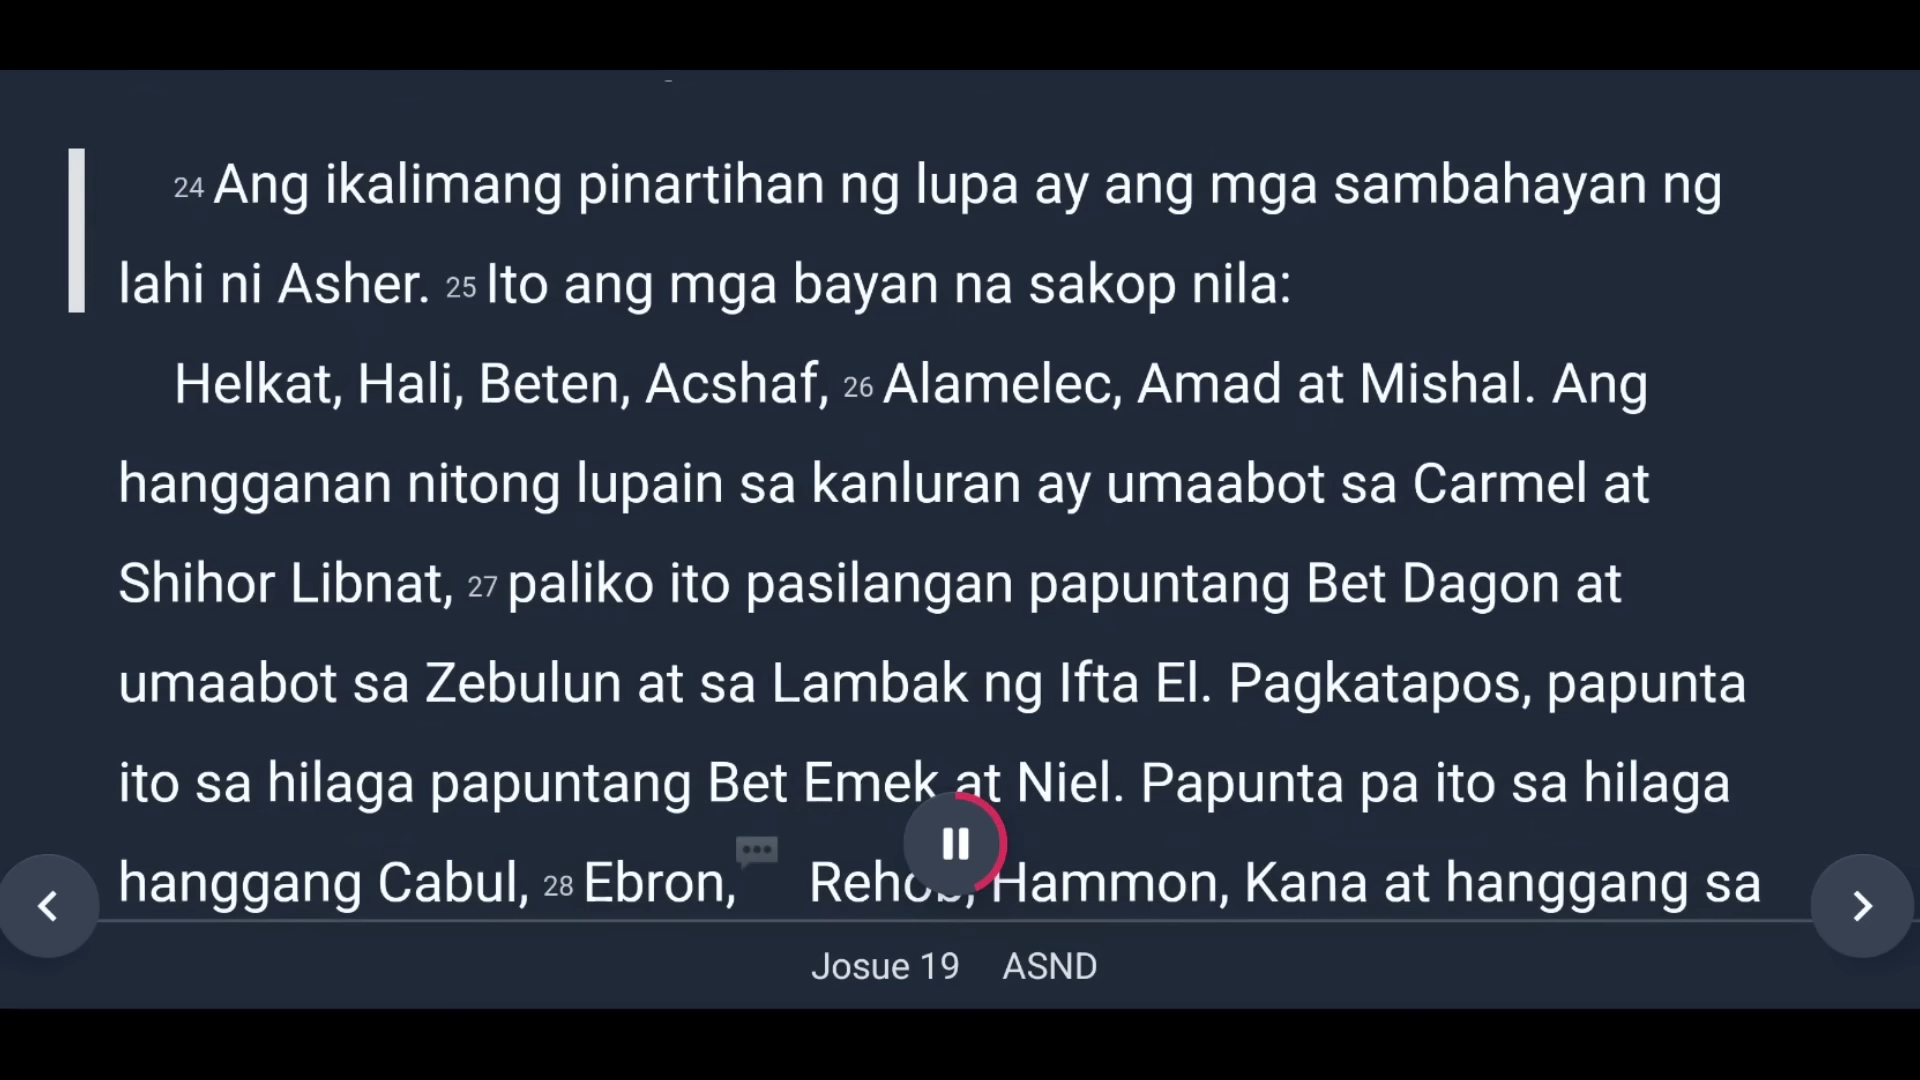 24 Ang ikalimang pinartihan ng lupa ay ang mga sambahayan ng
lahi ni Asher. 25 Ito ang mga bayan na sakop nila:
Helkat, Hali, Beten, Acshaf, 26 Alamelec, Amad at Mishal. Ang
hangganan nitong lupain sa kanluran ay umaabot sa Carmel at
Shihor Libnat, 27 paliko ito pasilangan papuntang Bet Dagon at
umaabot sa Zebulun at sa Lambak ng Ifta El. Pagkatapos, papunta
ito sa hilaga papuntang Bet Emek at Niel. Papunta pa ito sa hilaga
hanggang Cabul, 28 Ebron, Rehob, Hammon, Kana at hanggang sa
Josue 19 ASND